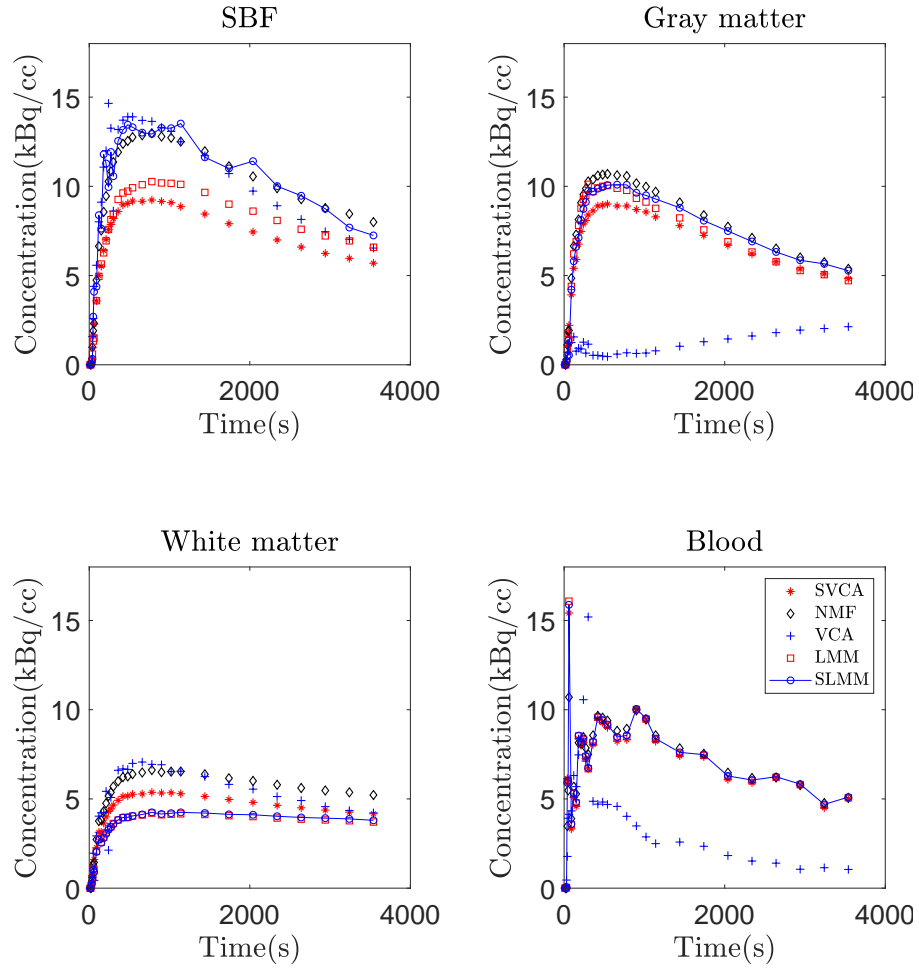 SBF
Concentration(kBq/cc)
15
10
5
0
0 2000 4000
Time(s)
Gray matter
Concentration(kBq/cc)
15
10
5
0
0 2000 4000
Time(s)
White matter
Concentration(kBq/cc)
15
10
5
0
0 2000 4000
Time(s)
Blood
Concentration(kBq/cc)
15
10
5
0
0 2000 4000
Time(s)
SVCA
NMF
VCA
LMM
SLMM